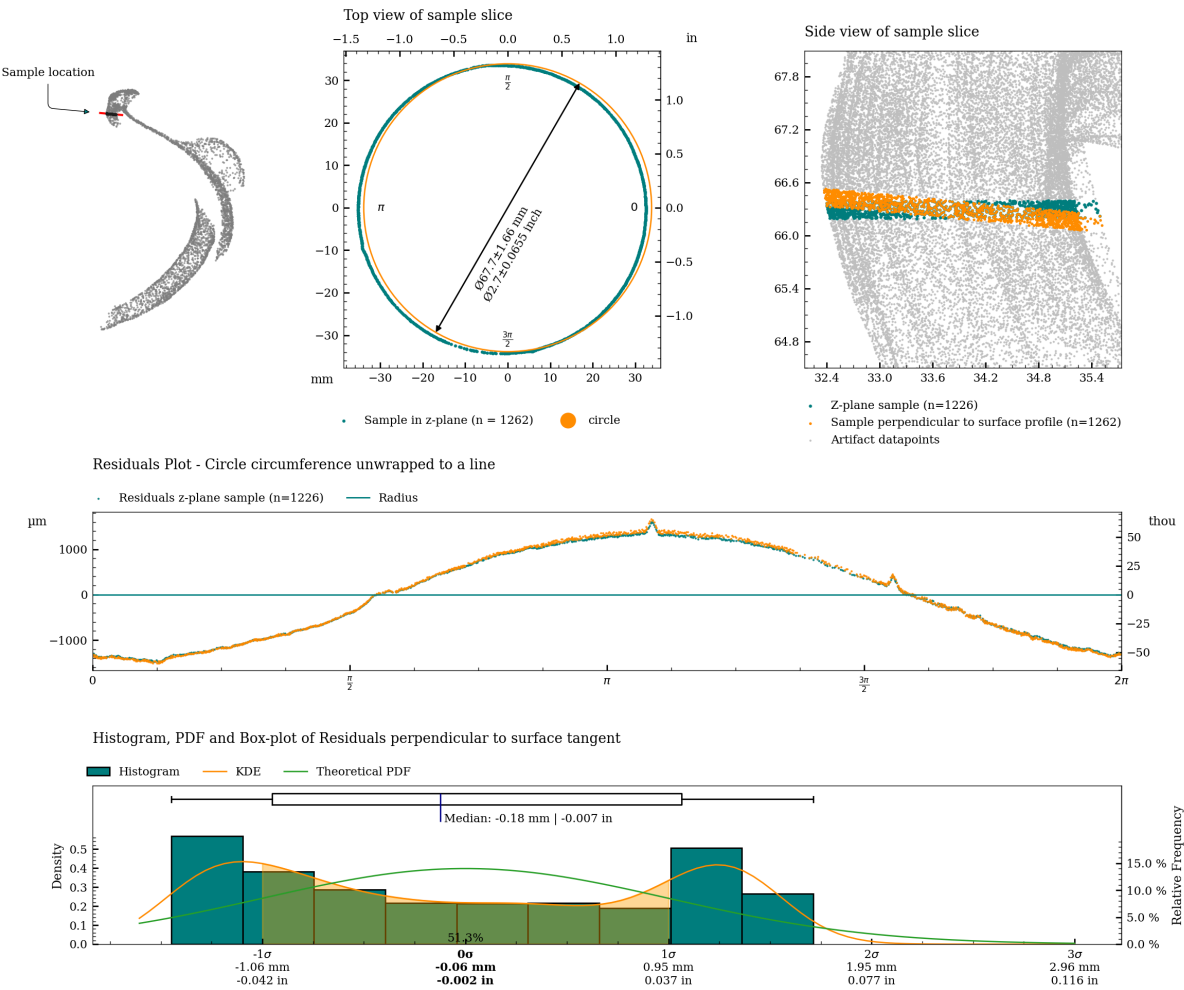 Top view of sample slice
−1.5 −1.0 −0.5 0.0 0.5 1.0 in
Side view of sample slice
Sample location
30
20
10
0
−10
−20
−30
mm
1.0
0.5
0.0
−0.5
−1.0
π/2
π
0
3π/2
Ø67.7±1.66 mm
Ø2.7±0.0655 inch
−30 −20 −10 0 10 20 30
67.8
67.2
66.6
66.0
65.4
64.8
32.4 33.0 33.6 34.2 34.8 35.4
Sample in z-plane (n = 1262) circle
Z-plane sample (n=1226)
Sample perpendicular to surface profile (n=1262)
Artifact datapoints
Residuals Plot - Circle circumference unwrapped to a line
Residuals z-plane sample (n=1226) Radius
µm
1000
0
−1000
thou
50
25
0
−25
−50
0 π/2 π 3π/2 2π
Histogram, PDF and Box-plot of Residuals perpendicular to surface tangent
Histogram KDE Theoretical PDF
Median: -0.18 mm | -0.007 in
Density
0.5
0.4
0.3
0.2
0.1
0.0
Relative Frequency
15.0 %
10.0 %
5.0 %
0.0 %
51.3%
-1σ 0σ 1σ 2σ 3σ
-1.06 mm -0.06 mm 0.95 mm 1.95 mm 2.96 mm
-0.042 in -0.002 in 0.037 in 0.077 in 0.116 in